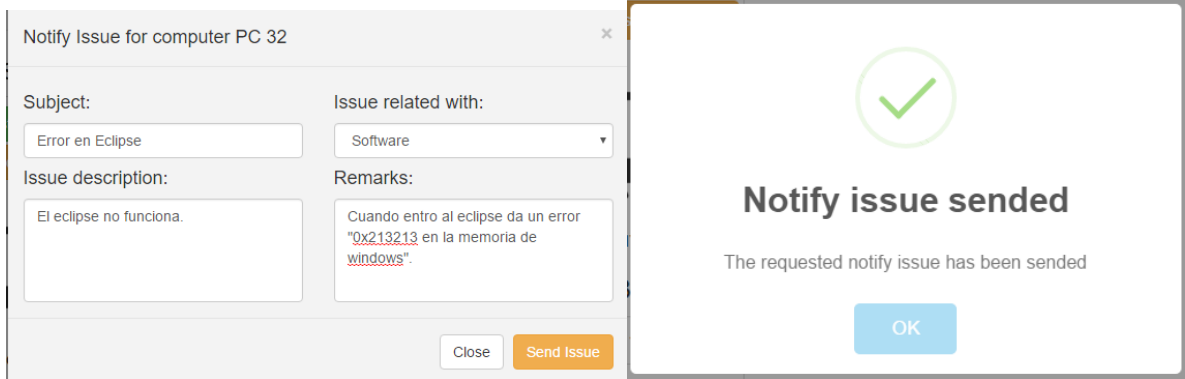 Notify Issue for computer PC 32
×
Subject:
Issue related with:
Error en Eclipse
Software
Issue description:
Remarks:
El eclipse no funciona.
Cuando entro al eclipse da un error
"0x213213 en la memoria de
windows".
Close
Send Issue
Notify issue sended
The requested notify issue has been sended
OK